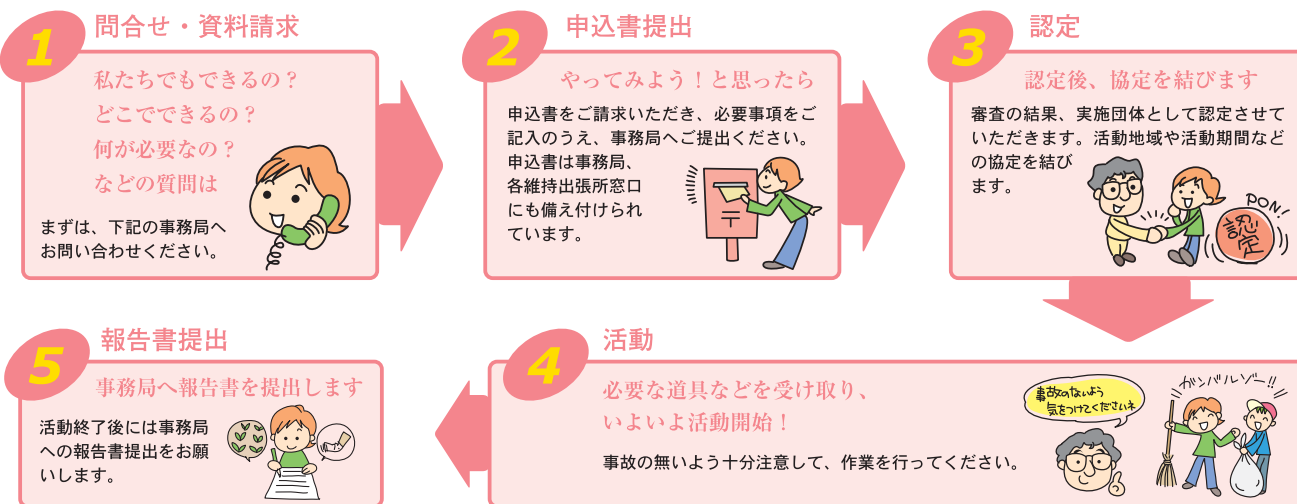 1
問合せ・資料請求
私たちでもできるの？
どこでできるの？
何が必要なの？
などの質問は
まずは、下記の事務局へ
お問い合わせください。
2
申込書提出
やってみよう！と思ったら
申込書をご請求いただき、必要事項をご
記入のうえ、事務局へご提出ください。
申込書は事務局、
各維持出張所窓口
にも備え付けられ
ています。
〒
3
認定
認定後、協定を結びます
審査の結果、実施団体として認定させて
いただきます。活動地域や活動期間など
の協定を結び
ます。
PON!
認定
4
活動
必要な道具などを受け取り、
いよいよ活動開始！
事故の無いよう十分注意して、作業を行ってください。
事故のないよう
気をつけてくださいネ
ガンバルゾー!!
5
報告書提出
事務局へ報告書を提出します
活動終了後には事務局
への報告書提出をお願
いします。